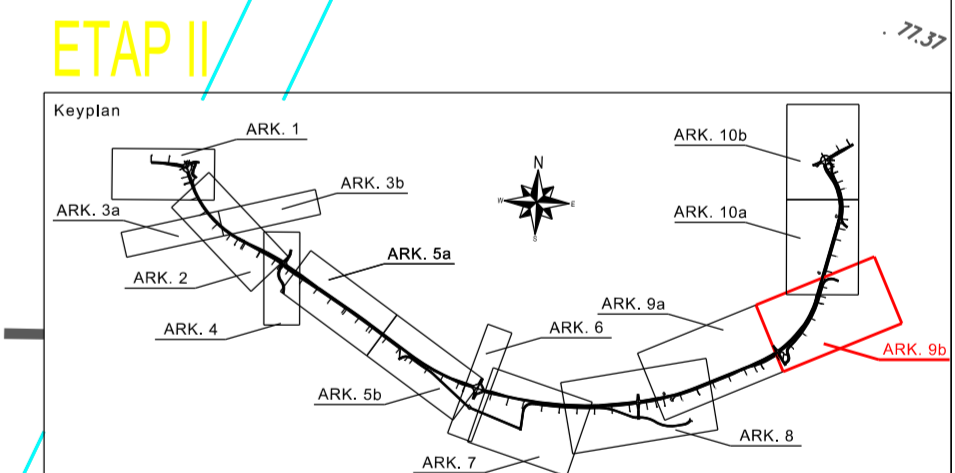 ETAP II
. 77.37
Keyplan
ARK. 1
ARK. 10b
N
ARK. 3b
W
E
ARK. 3a
ARK. 10a
S
ARK. 5a
ARK. 2
ARK. 9a
ARK. 4
ARK. 6
ARK. 9b
ARK. 5b
ARK. 8
ARK. 7